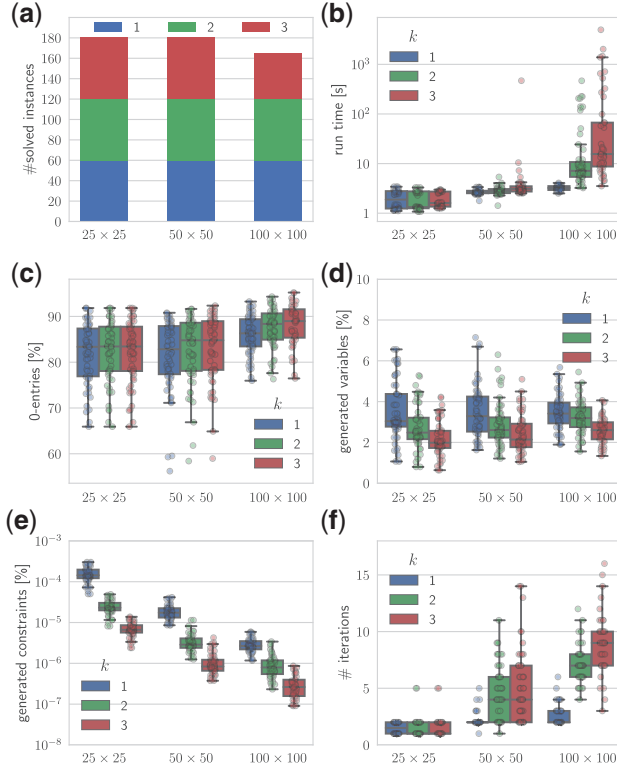 (a)
1 2 3
180
160
140
120
100
80
60
40
20
0
#solved instances
25 × 25 50 × 50 100 × 100
(b)
k
1
2
3
10³
10²
10
1
run time [s]
25 × 25 50 × 50 100 × 100
(c)
90
80
70
60
0-entries [%]
k
1
2
3
25 × 25 50 × 50 100 × 100
(d)
10
8
6
4
2
0
generated variables [%]
k
1
2
3
25 × 25 50 × 50 100 × 100
(e)
10⁻³
10⁻⁴
10⁻⁵
10⁻⁶
10⁻⁷
10⁻⁸
generated constraints [%]
k
1
2
3
25 × 25 50 × 50 100 × 100
(f)
k
1
2
3
15
10
5
0
# iterations
25 × 25 50 × 50 100 × 100